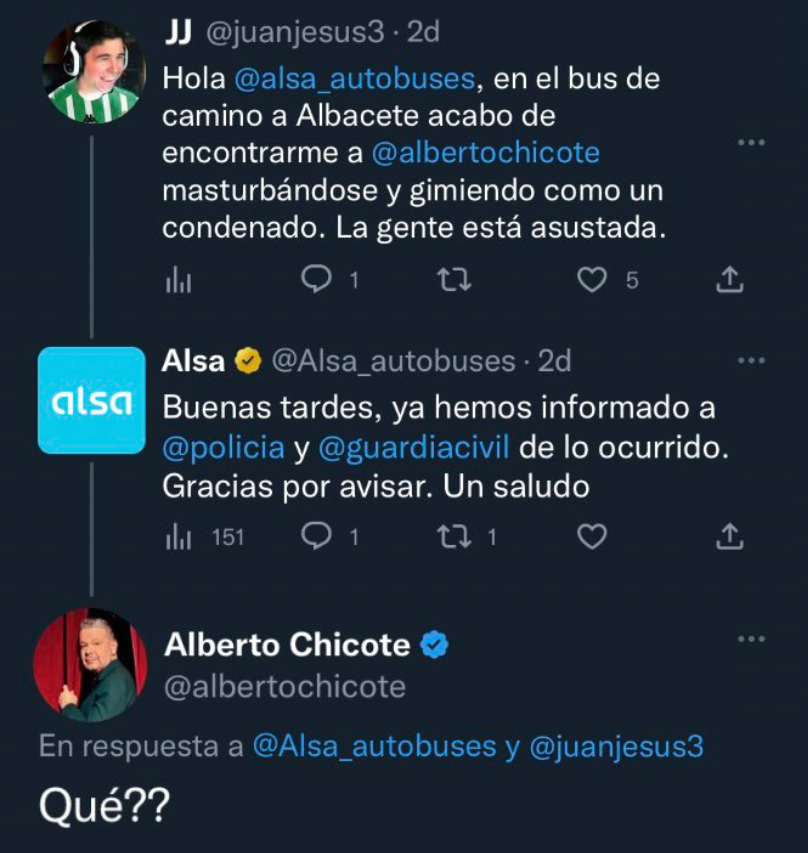 JJ @juanjesus3 · 2d
Hola @alsa_autobuses, en el bus de
camino a Albacete acabo de
encontrarme a @albertochicote
masturbándose y gimiendo como un
condenado. La gente está asustada.
1 5
alsa
Alsa @Alsa_autobuses · 2d
Buenas tardes, ya hemos informado a
@policia y @guardiacivil de lo ocurrido.
Gracias por avisar. Un saludo
151 1 1
Alberto Chicote
@albertochicote
En respuesta a @Alsa_autobuses y @juanjesus3
Qué??